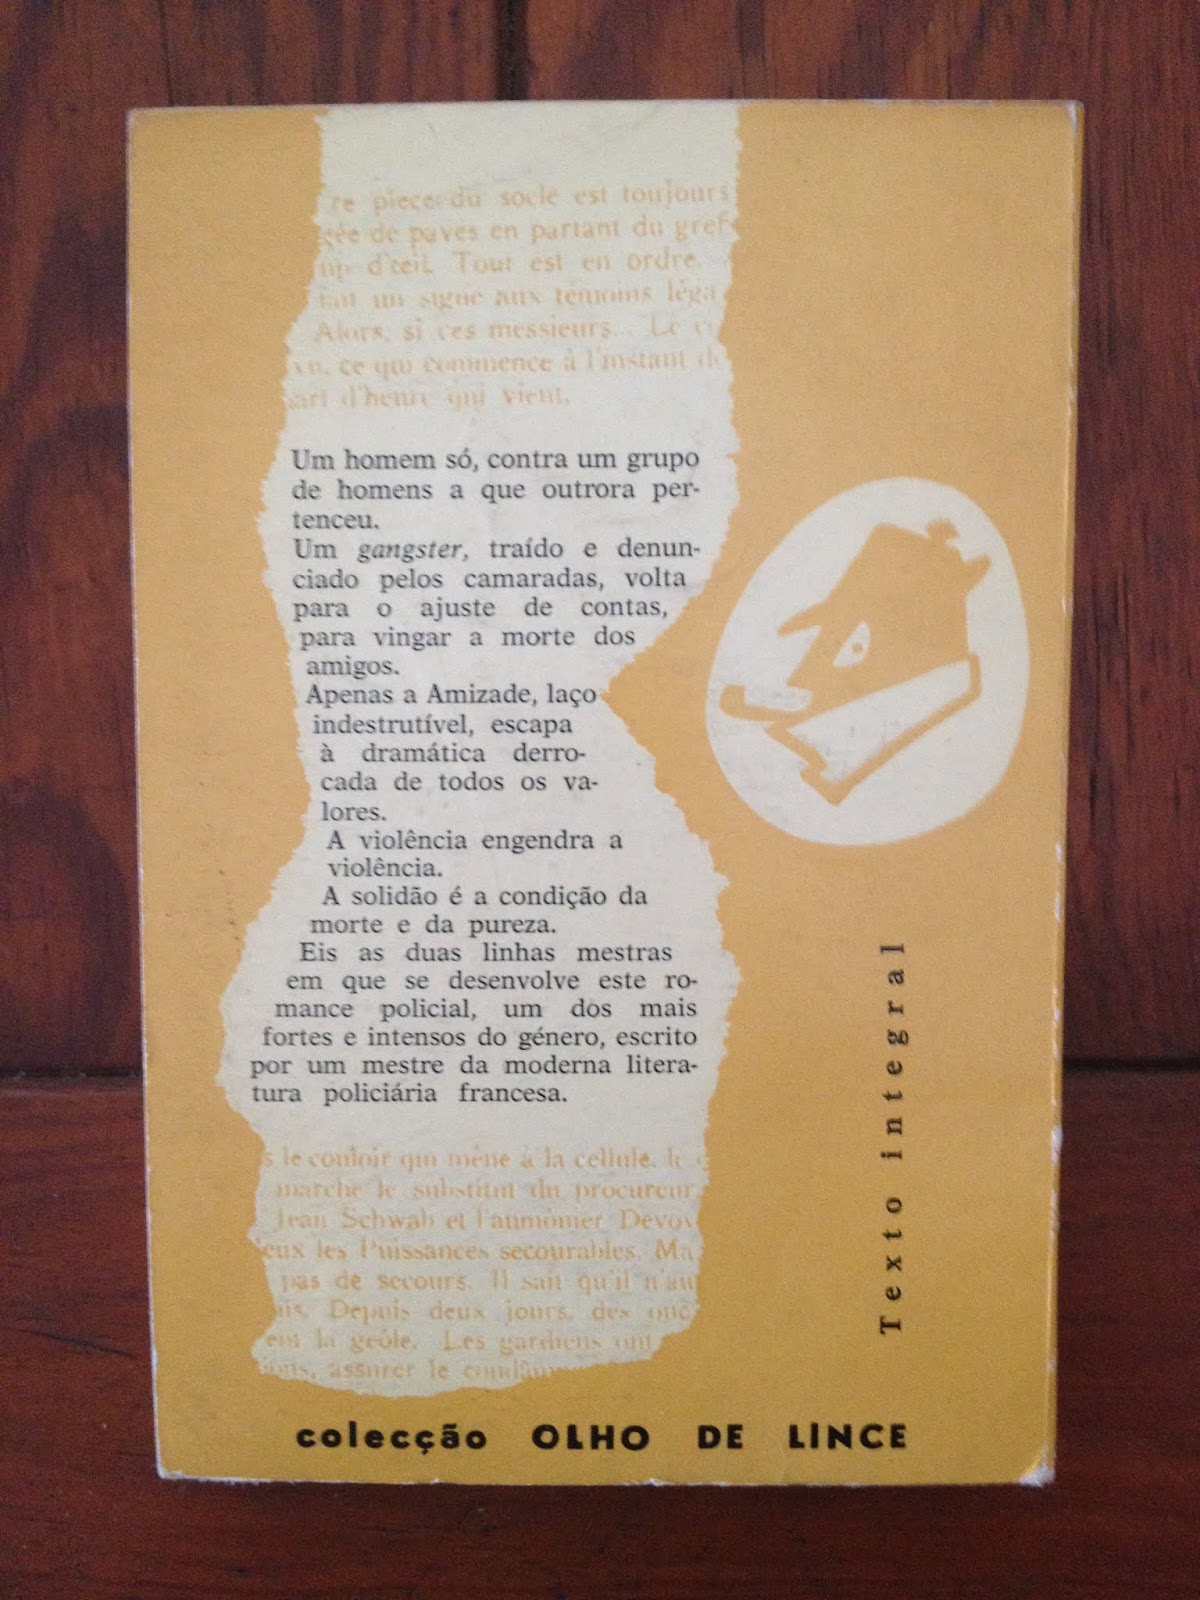 re piece du socle est toujours
gée de paves en partant du gref
up d'œil. Tout est en ordre.
fait un signe aux témoins léga
Alors, si ces messieurs... Le
ce qui commence à l'instant de
art d'heure qui vient.
Um homem só, contra um grupo
de homens a que outrora per-
tenceu.
Um gangster, traído e denun-
ciado pelos camaradas, volta
para o ajuste de contas,
para vingar a morte dos
amigos.
Apenas a Amizade, laço
indestrutível, escapa
à dramática derro-
cada de todos os va-
lores.
A violência engendra a
violência.
A solidão é a condição da
morte e da pureza.
Eis as duas linhas mestras
em que se desenvolve este ro-
mance policial, um dos mais
fortes e intensos do género, escrito
por um mestre da moderna litera-
tura policiária francesa.
s le couloir qui mène à la cellule, le
marche le substitut du procureur
Jean Schwab et l'aumônier Devoy
eux les Puissances secourables. Ma
pas de secours. Il sait qu'il n'au
Depuis deux jours, des
ent la geôle. Les gardiens ont
assurer le
Texto integral
colecção OLHO DE LINCE